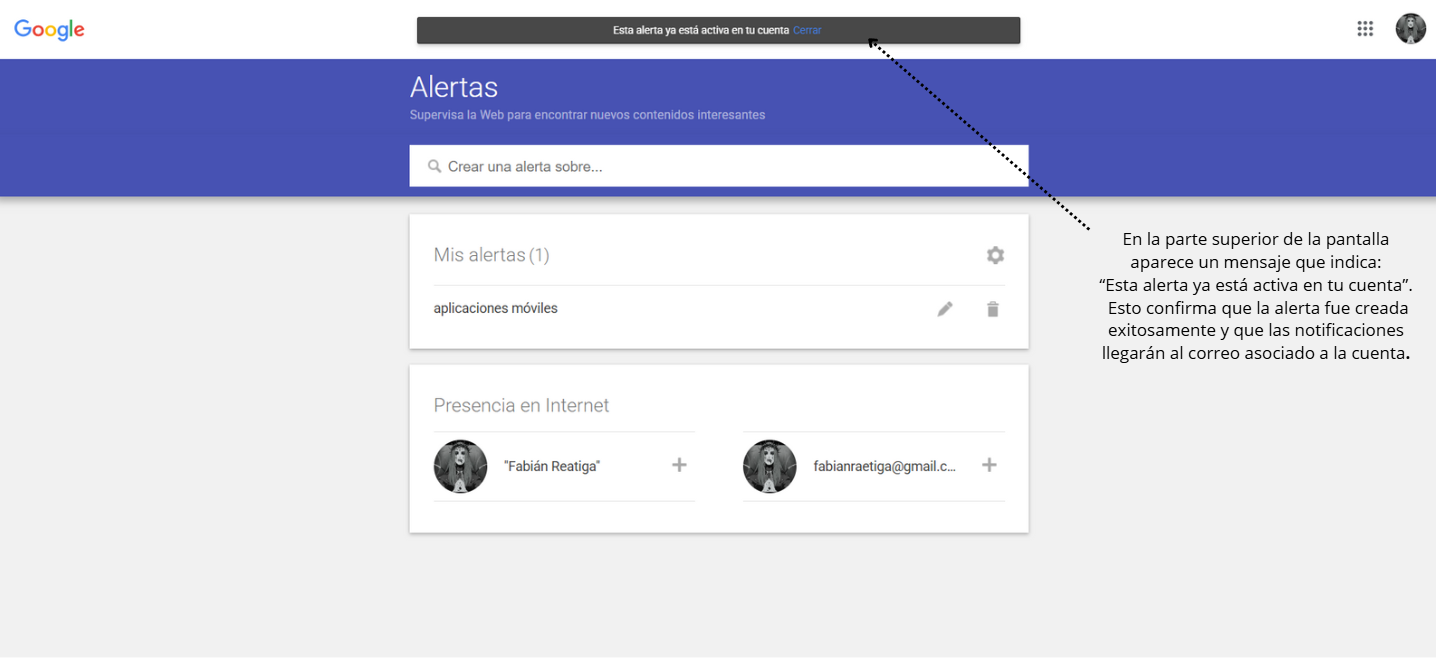 Google
Esta alerta ya está activa en tu cuenta Cerrar
Alertas
Supervisa la Web para encontrar nuevos contenidos interesantes
Crear una alerta sobre...
Mis alertas (1)
aplicaciones móviles
En la parte superior de la pantalla
aparece un mensaje que indica:
“Esta alerta ya está activa en tu cuenta”.
Esto confirma que la alerta fue creada
exitosamente y que las notificaciones
llegarán al correo asociado a la cuenta.
Presencia en Internet
"Fabián Reatiga"
fabianraetiga@gmail.c...